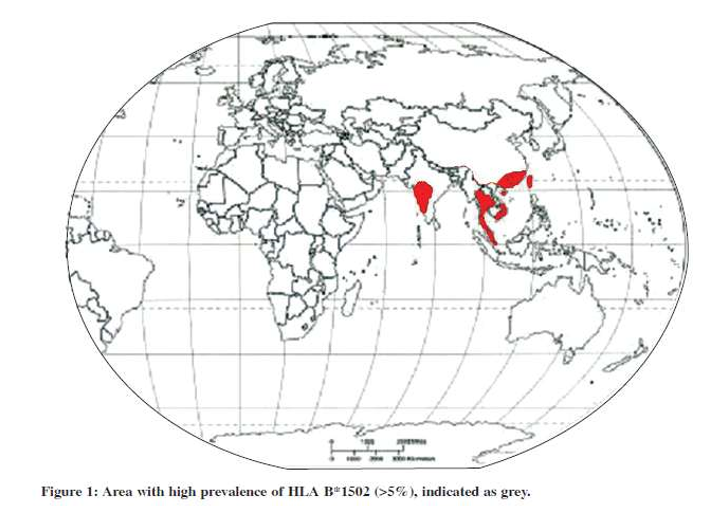 Figure 1: Area with high prevalence of HLA B*1502 (>5%), indicated as grey.